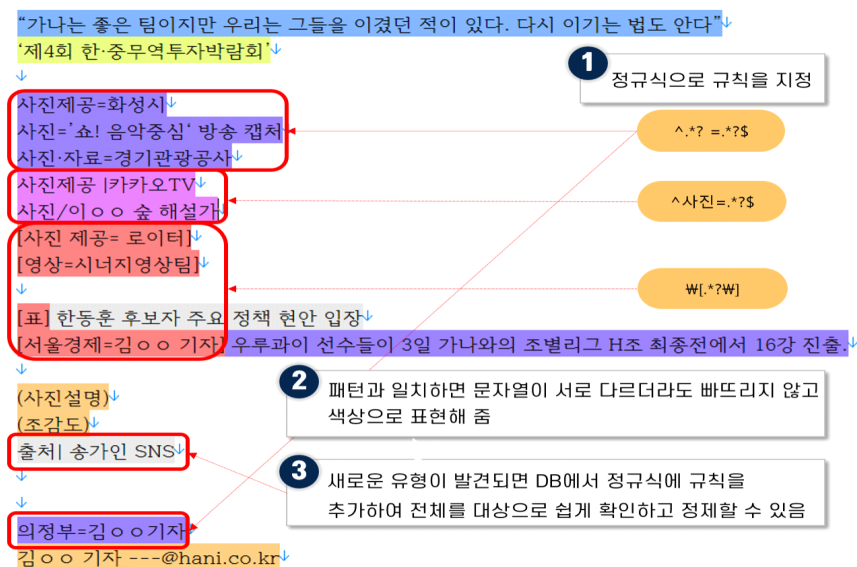 “가나는 좋은 팀이지만 우리는 그들을 이겼던 적이 있다. 다시 이기는 법도 안다”↓
‘제4회 한·중무역투자박람회’↓
↓
사진제공=화성시↓
사진=’쇼! 음악중심‘ 방송 캡처
사진·자료=경기관광공사↓
사진제공 |카카오TV↓
사진/이ㅇㅇ 숲 해설가↓
[사진 제공= 로이터]↓
[영상=시너지영상팀]↓
↓
[표] 한동훈 후보자 주요 정책 현안 입장↓
[서울경제=김ㅇㅇ 기자] 우루과이 선수들이 3일 가나와의 조별리그 H조 최종전에서 16강 진출.↓
↓
(사진설명)↓
(조감도)↓
출처| 송가인 SNS↓
↓
↓
의정부=김ㅇㅇ기자↓
김ㅇㅇ 기자 ---@hani.co.kr↓
1
정규식으로 규칙을 지정
^.*? =.*?$
^사진=.*?$
₩[.*?₩]
2
패턴과 일치하면 문자열이 서로 다르더라도 빠뜨리지 않고
색상으로 표현해 줌
3
새로운 유형이 발견되면 DB에서 정규식에 규칙을
추가하여 전체를 대상으로 쉽게 확인하고 정제할 수 있음